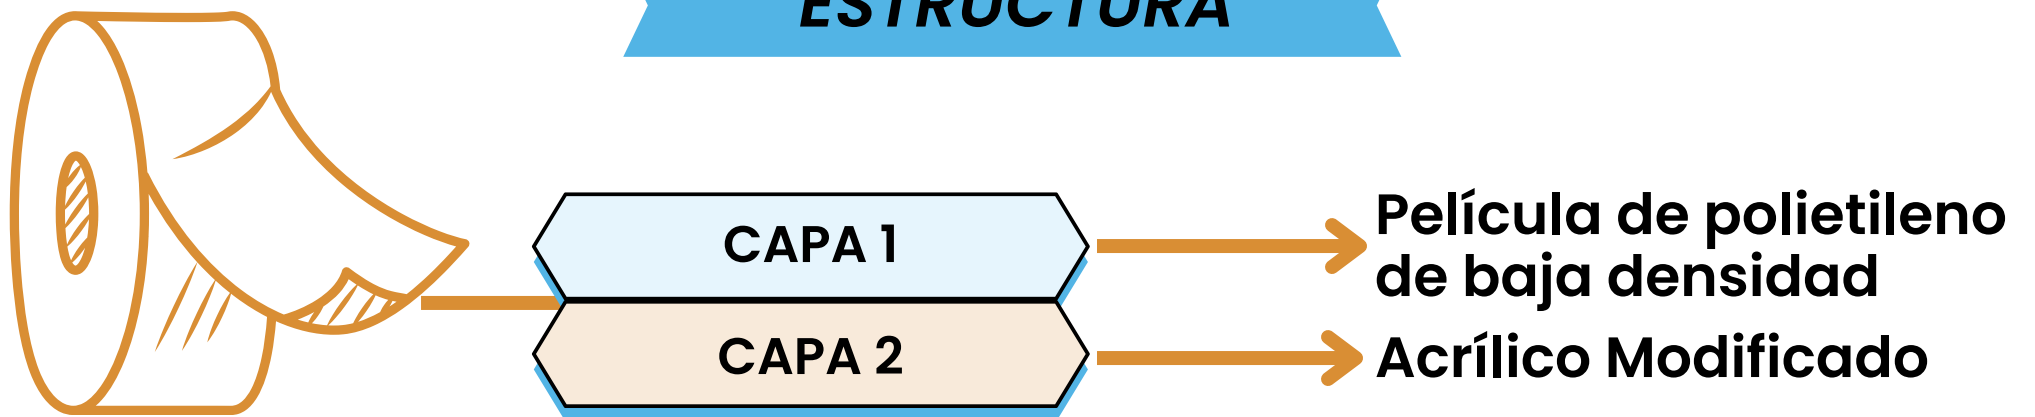 ESTRUCTURA
CAPA 1
Película de polietileno
de baja densidad
CAPA 2
Acrílico Modificado